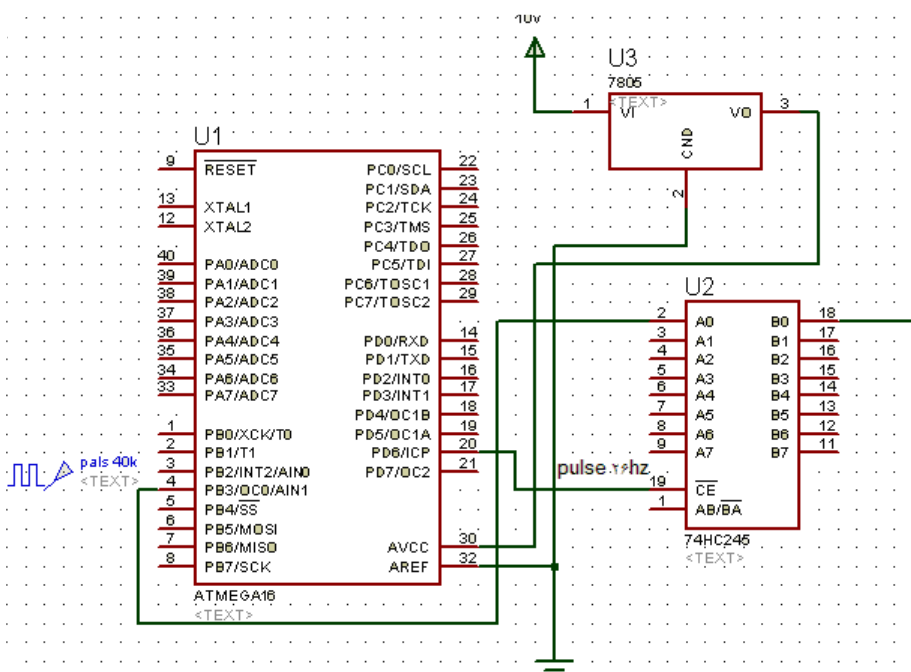 10v
U3
7805
<TEXT>
1 VI VO 3
GND
2
U1
9 RESET PC0/SCL 22
PC1/SDA 23
13 XTAL1 PC2/TCK 24
12 XTAL2 PC3/TMS 25
PC4/TDO 26
40 PA0/ADC0 PC5/TDI 27
39 PA1/ADC1 PC6/TOSC1 28
38 PA2/ADC2 PC7/TOSC2 29
37 PA3/ADC3
36 PA4/ADC4 PD0/RXD 14
35 PA5/ADC5 PD1/TXD 15
34 PA6/ADC6 PD2/INT0 16
33 PA7/ADC7 PD3/INT1 17
PD4/OC1B 18
1 PB0/XCK/T0 PD5/OC1A 19
2 PB1/T1 PD6/ICP 20
3 PB2/INT2/AIN0 PD7/OC2 21
4 PB3/OC0/AIN1
5 PB4/SS
6 PB5/MOSI
7 PB6/MISO AVCC 30
8 PB7/SCK AREF 32
ATMEGA16
<TEXT>
pals 40k
<TEXT>
U2
2 A0 B0 18
3 A1 B1 17
4 A2 B2 16
5 A3 B3 15
6 A4 B4 14
7 A5 B5 13
8 A6 B6 12
9 A7 B7 11
pulse.۲۶hz
19 CE
1 AB/BA
74HC245
<TEXT>